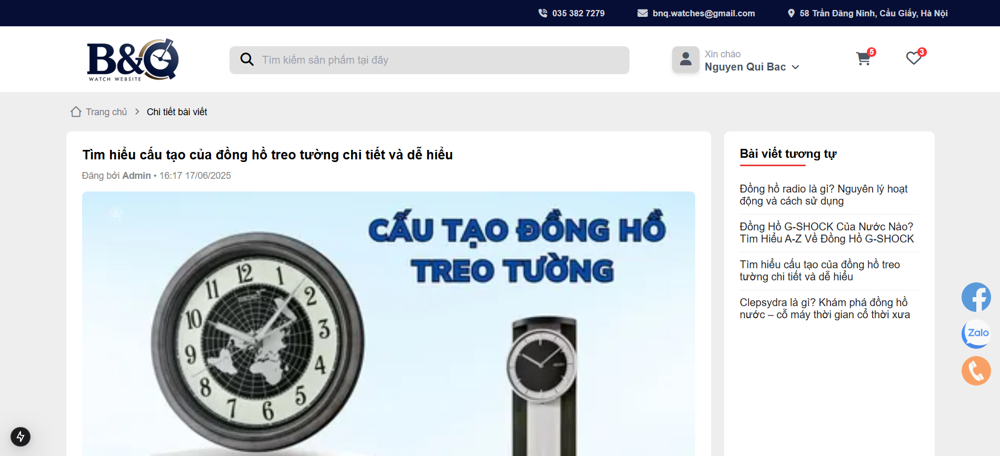 035 382 7279
bnq.watches@gmail.com
58 Trần Đăng Ninh, Cầu Giấy, Hà Nội
B&Q
WATCH WEBSITE
Tìm kiếm sản phẩm tại đây
Xin chào
Nguyen Qui Bac
5
3
Trang chủ
Chi tiết bài viết
Tìm hiểu cấu tạo của đồng hồ treo tường chi tiết và dễ hiểu
Đăng bởi Admin • 16:17 17/06/2025
CẤU TẠO ĐỒNG HỒ
TREO TƯỜNG
12
1
2
3
4
5
6
7
8
9
10
11
Bài viết tương tự
Đồng hồ radio là gì? Nguyên lý hoạt
động và cách sử dụng
Đồng Hồ G-SHOCK Của Nước Nào?
Tìm Hiểu A-Z Về Đồng Hồ G-SHOCK
Tìm hiểu cấu tạo của đồng hồ treo
tường chi tiết và dễ hiểu
Clepsydra là gì? Khám phá đồng hồ
nước – cỗ máy thời gian cổ thời xưa
Zalo